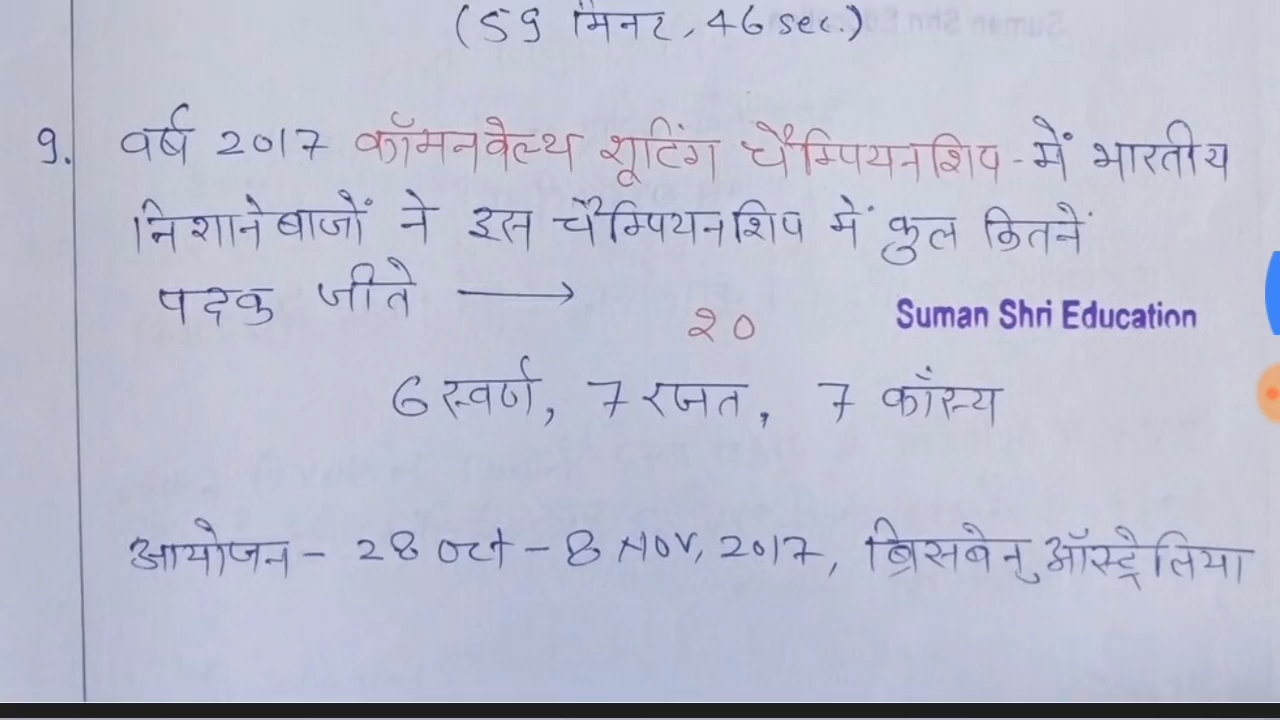 (59 मिनट, 46 sec.)
9. वर्ष 2017 कॉमनवेल्थ शूटिंग चैम्पियनशिप - में भारतीय
निशानेबाजों ने इस चैम्पियनशिप में कुल कितनें
पदक जीते ⟶
20
Suman Shri Education
6 स्वर्ण, 7 रजत, 7 काँस्य
आयोजन - 28 Oct - 8 Nov, 2017, ब्रिसबेन, ऑस्ट्रेलिया